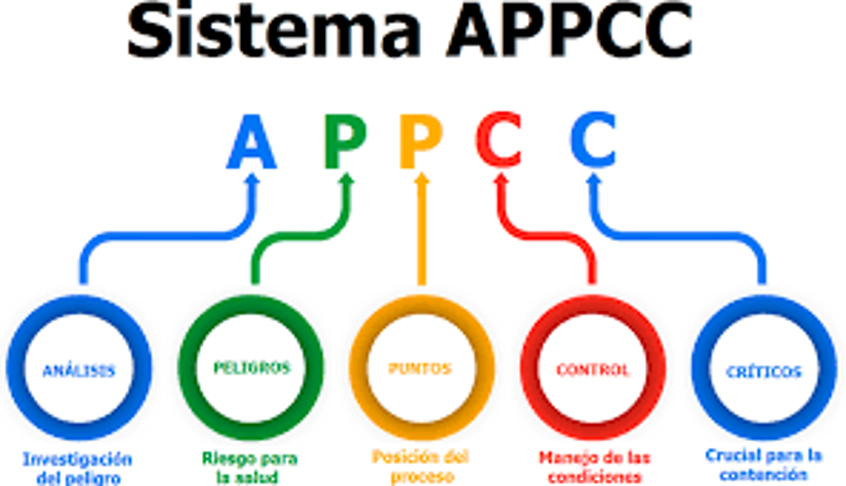 Sistema APPCC
A P P C C
ANÁLISIS
PELIGROS
PUNTOS
CONTROL
CRÍTICOS
Investigación
del peligro
Riesgo para
la salud
Posición del
proceso
Manejo de las
condiciones
Crucial para la
contención